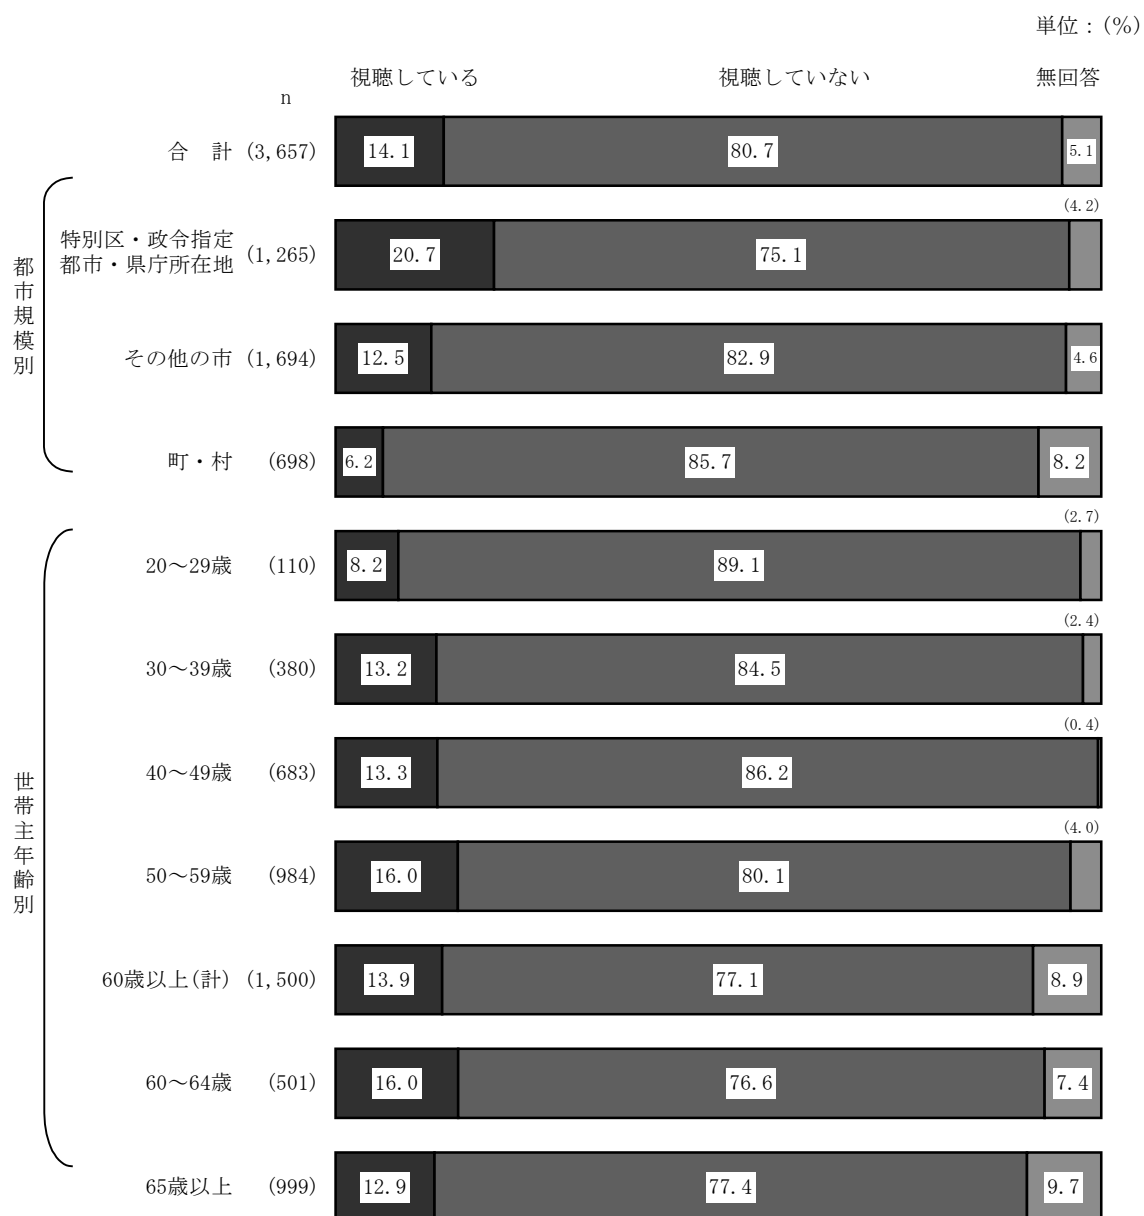 単位：(%)
視聴している 視聴していない 無回答
n
合　計 (3,657) 14.1 80.7 5.1
都市規模別
(4.2)
特別区・政令指定
都市・県庁所在地 (1,265) 20.7 75.1
その他の市 (1,694) 12.5 82.9 4.6
町・村 (698) 6.2 85.7 8.2
世帯主年齢別
(2.7)
20～29歳 (110) 8.2 89.1
(2.4)
30～39歳 (380) 13.2 84.5
(0.4)
40～49歳 (683) 13.3 86.2
(4.0)
50～59歳 (984) 16.0 80.1
60歳以上(計) (1,500) 13.9 77.1 8.9
60～64歳 (501) 16.0 76.6 7.4
65歳以上 (999) 12.9 77.4 9.7